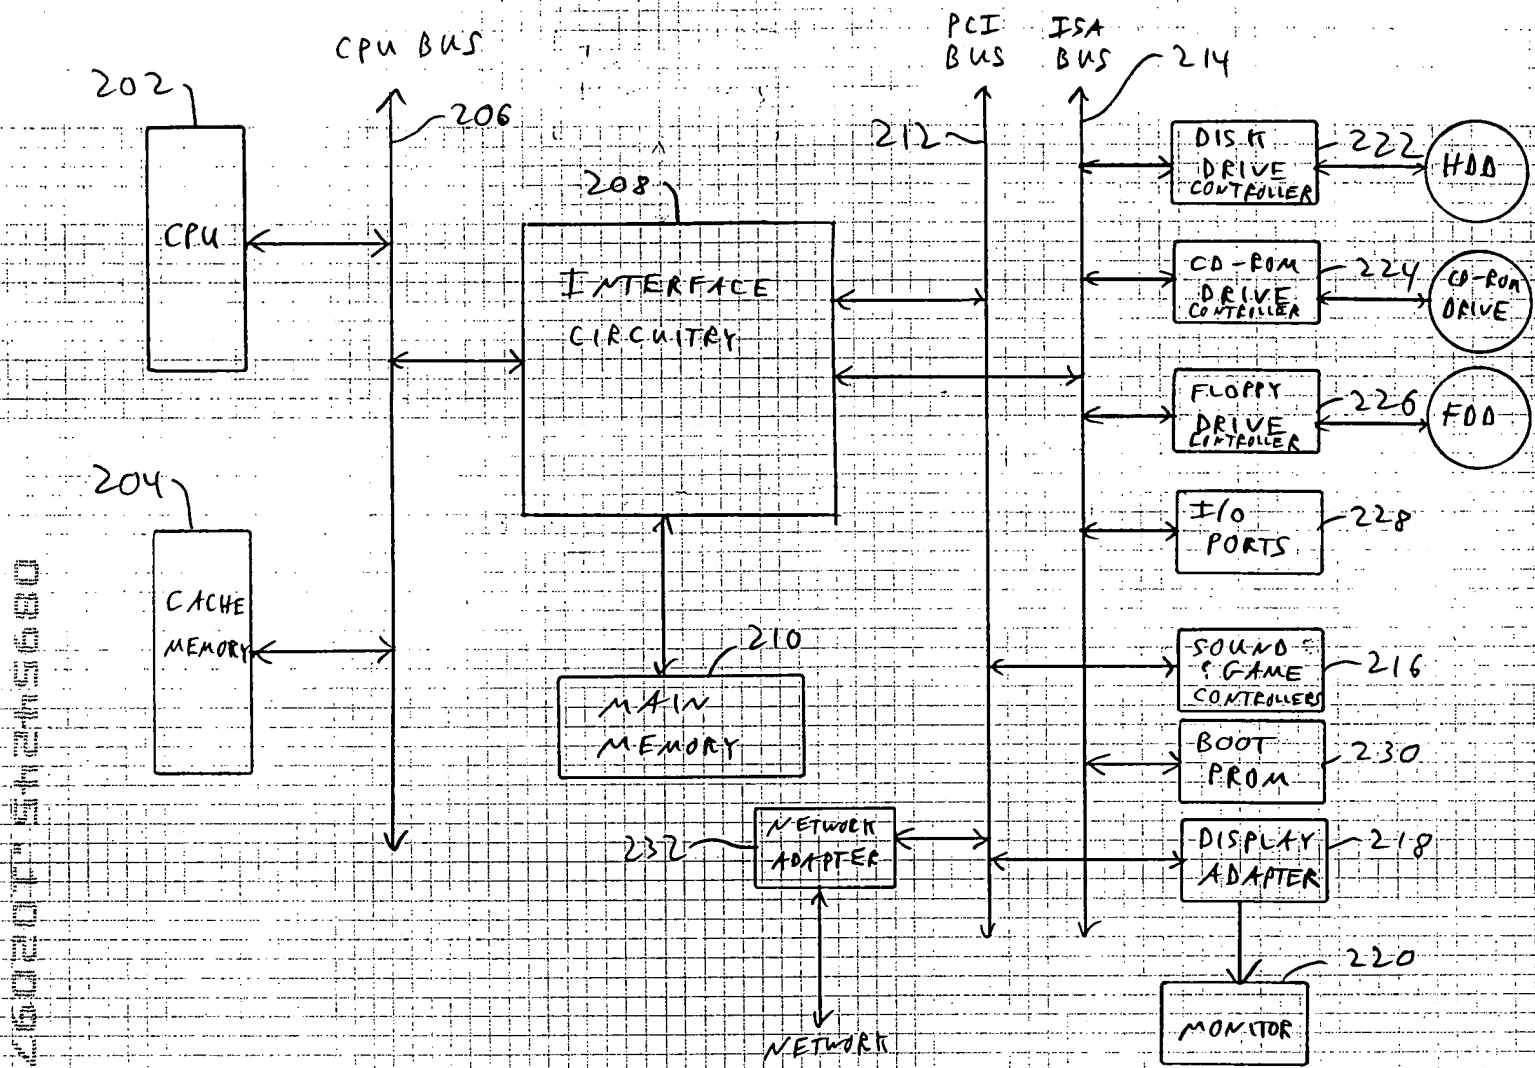 CPU BUS
PCI
BUS
ISA
BUS
214
202
206
212
CPU
208
INTERFACE
CIRCUITRY
DISK
DRIVE
CONTROLLER
222
HDD
CD-ROM
DRIVE
CONTROLLER
224
CD-ROM
DRIVE
FLOPPY
DRIVE
CONTROLLER
226
FDD
204
CACHE
MEMORY
I/O
PORTS
228
210
MAIN
MEMORY
SOUND
& GAME
CONTROLLERS
216
BOOT
PROM
230
232
NETWORK
ADAPTER
DISPLAY
ADAPTER
218
NETWORK
220
MONITOR